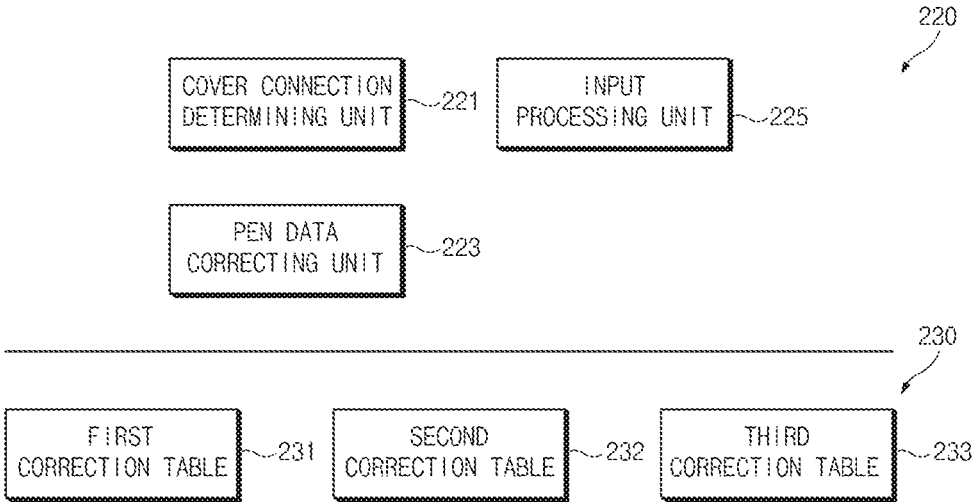 220
COVER CONNECTION
DETERMINING UNIT
221
INPUT
PROCESSING UNIT
225
PEN DATA
CORRECTING UNIT
223
230
FIRST
CORRECTION TABLE
231
SECOND
CORRECTION TABLE
232
THIRD
CORRECTION TABLE
233